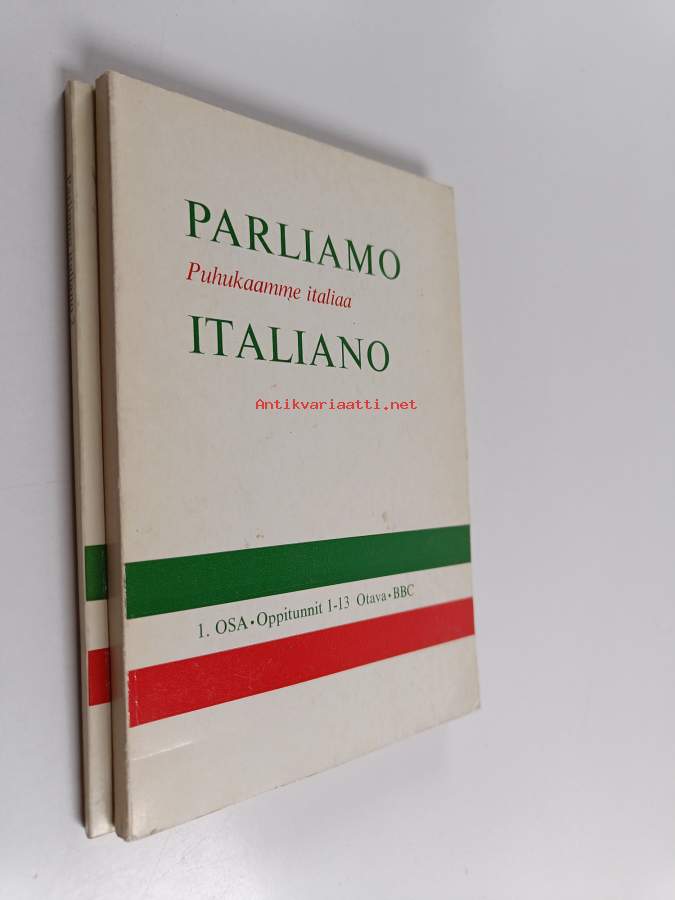 PARLIAMO
Puhukaamme italiaa
ITALIANO
Antikvariaatti.net
1. OSA • Oppitunnit 1-13 Otava • BBC